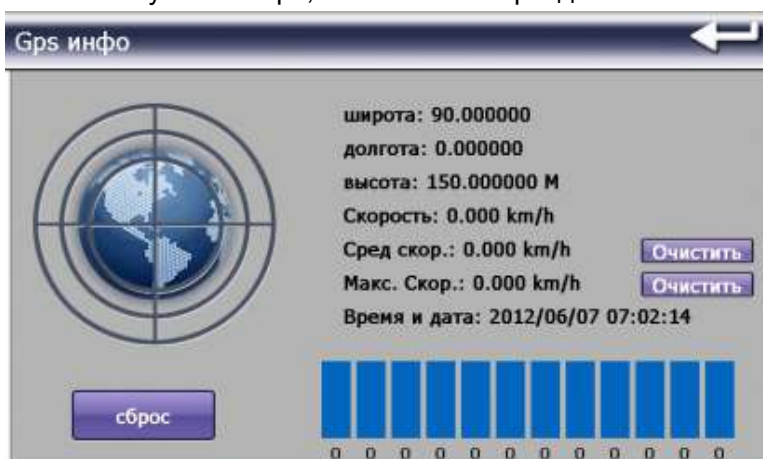 Gps инфо
широта: 90.000000
долгота: 0.000000
высота: 150.000000 М
Скорость: 0.000 km/h
Сред скор.: 0.000 km/h Очистить
Макс. Скор.: 0.000 km/h Очистить
Время и дата: 2012/06/07 07:02:14
сброс
0 0 0 0 0 0 0 0 0 0 0 0